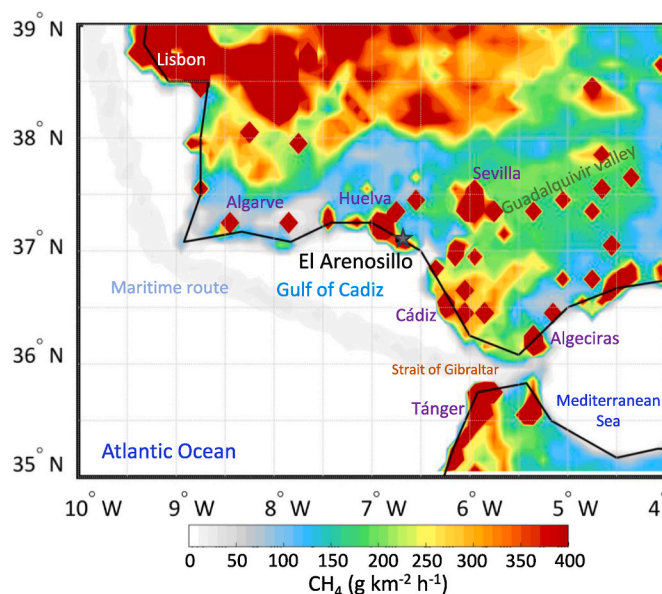 39° N
Lisbon
38° N
Sevilla
Guadalquivir valley
Algarve
Huelva
37° N
El Arenosillo
Maritime route
Gulf of Cadiz
Cádiz
Algeciras
36° N
Strait of Gibraltar
Tánger
Mediterranean
Sea
Atlantic Ocean
35° N
10° W 9° W 8° W 7° W 6° W 5° W 4°
0 50 100 150 200 250 300 350 400
CH₄ (g km⁻² h⁻¹)